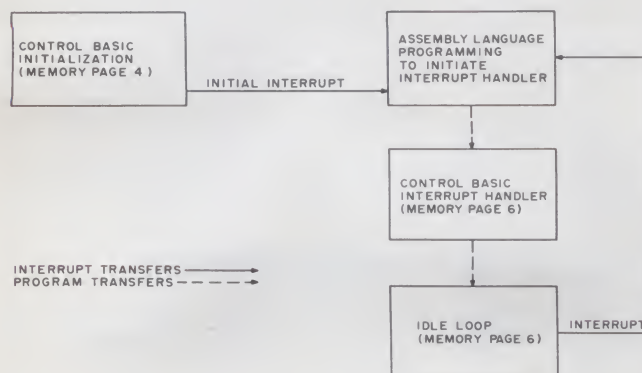 CONTROL BASIC
INITIALIZATION
(MEMORY PAGE 4)
INITIAL INTERRUPT
ASSEMBLY LANGUAGE
PROGRAMMING
TO INITIATE
INTERRUPT HANDLER
CONTROL BASIC
INTERRUPT HANDLER
(MEMORY PAGE 6)
INTERRUPT TRANSFERS
PROGRAM TRANSFERS
IDLE LOOP
(MEMORY PAGE 6)
INTERRUPT